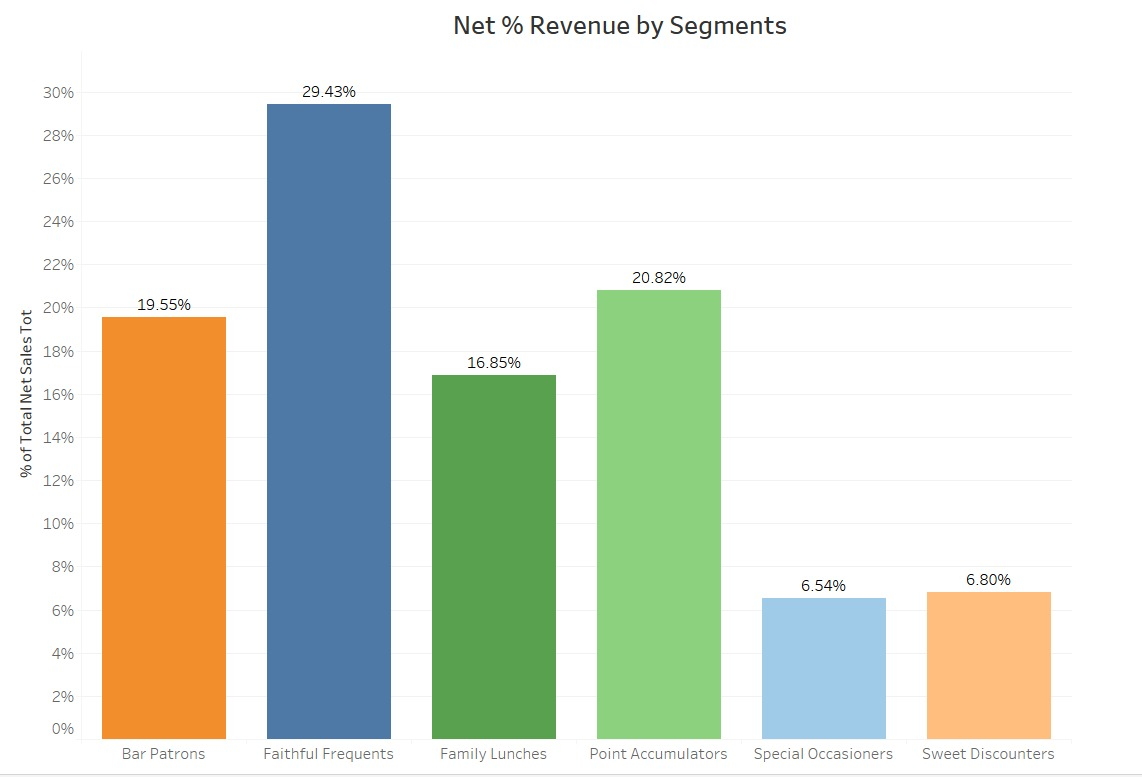 Net % Revenue by Segments
% of Total Net Sales Tot
30%
28%
26%
24%
22%
20%
18%
16%
14%
12%
10%
8%
6%
4%
2%
0%
19.55%
29.43%
16.85%
20.82%
6.54%
6.80%
Bar Patrons
Faithful Frequents
Family Lunches
Point Accumulators
Special Occasioners
Sweet Discounters